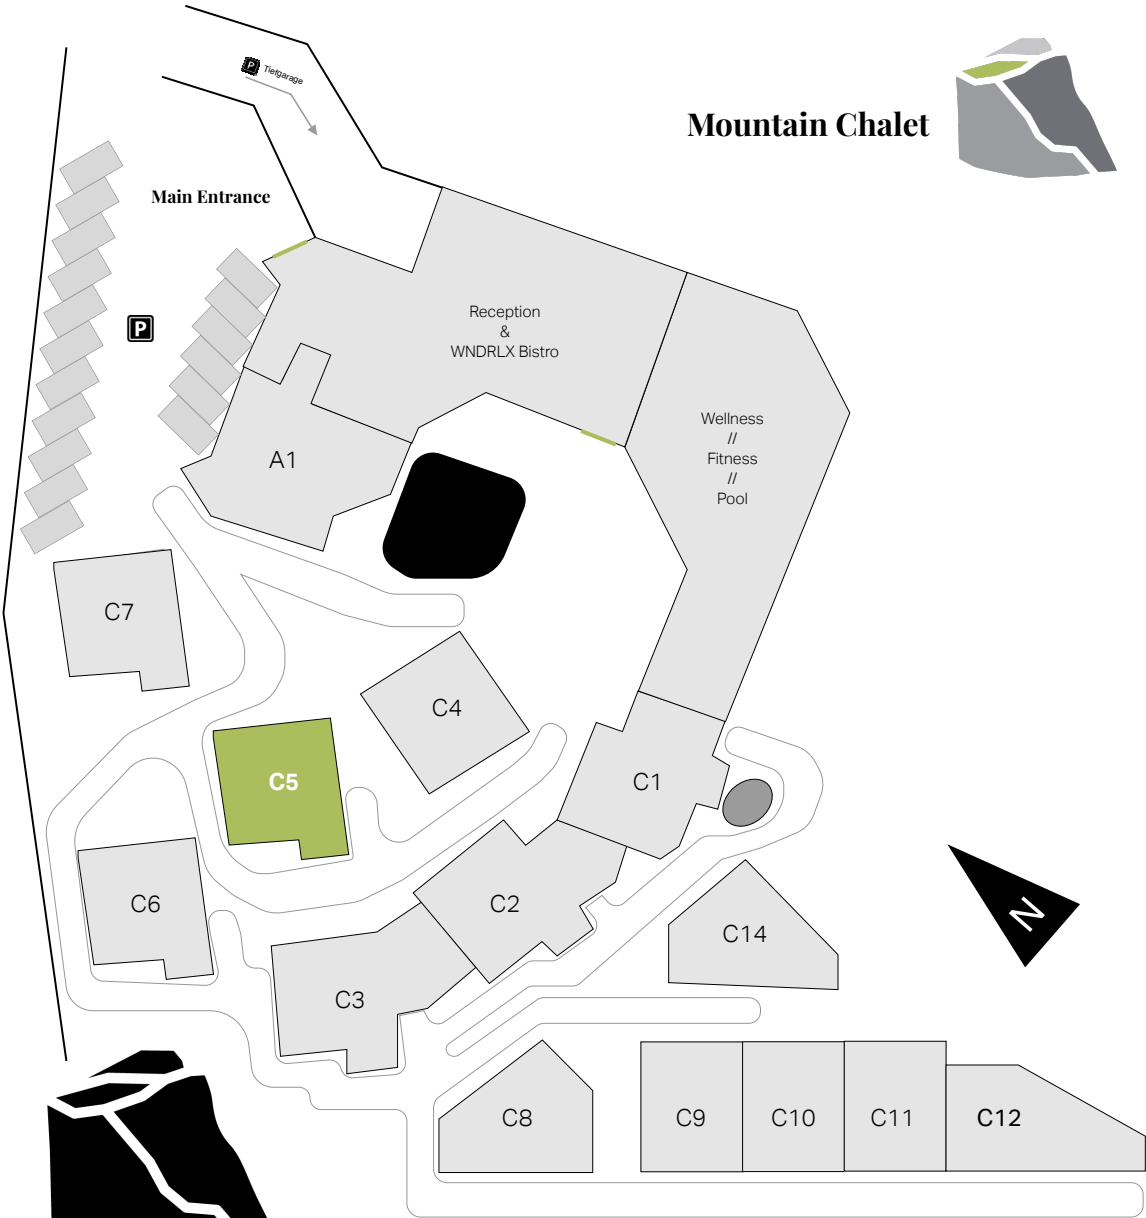 P Tiefgarage
Mountain Chalet
Main Entrance
P
Reception
&
WNDRLX Bistro
Wellness
//
Fitness
//
Pool
A1
C7
C4
C5
C1
C6
C2
C14
N
C3
C8
C9
C10
C11
C12